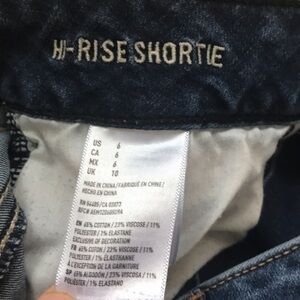 HI-RISE SHORTIE
US 6
CA 6
MX 6
UK 10
MADE IN CHINA/FABRIQUÉ EN CHINE/
HECHO EN CHINA
RN 54485/CA 03072
EN 65% COTTON / 23% VISCOSE / 11%
POLYESTER / 1% ELASTANE
EXCLUSIVE OF DECORATION
FR 65% COTON / 23% VISCOSE / 11%
POLYESTER / 1% ÉLASTHANNE
À L'EXCEPTION DE LA GARNITURE
SP 65% ALGODÓN / 23% VISCOSA / 11%
POLIÉSTER / 1% ELASTANO